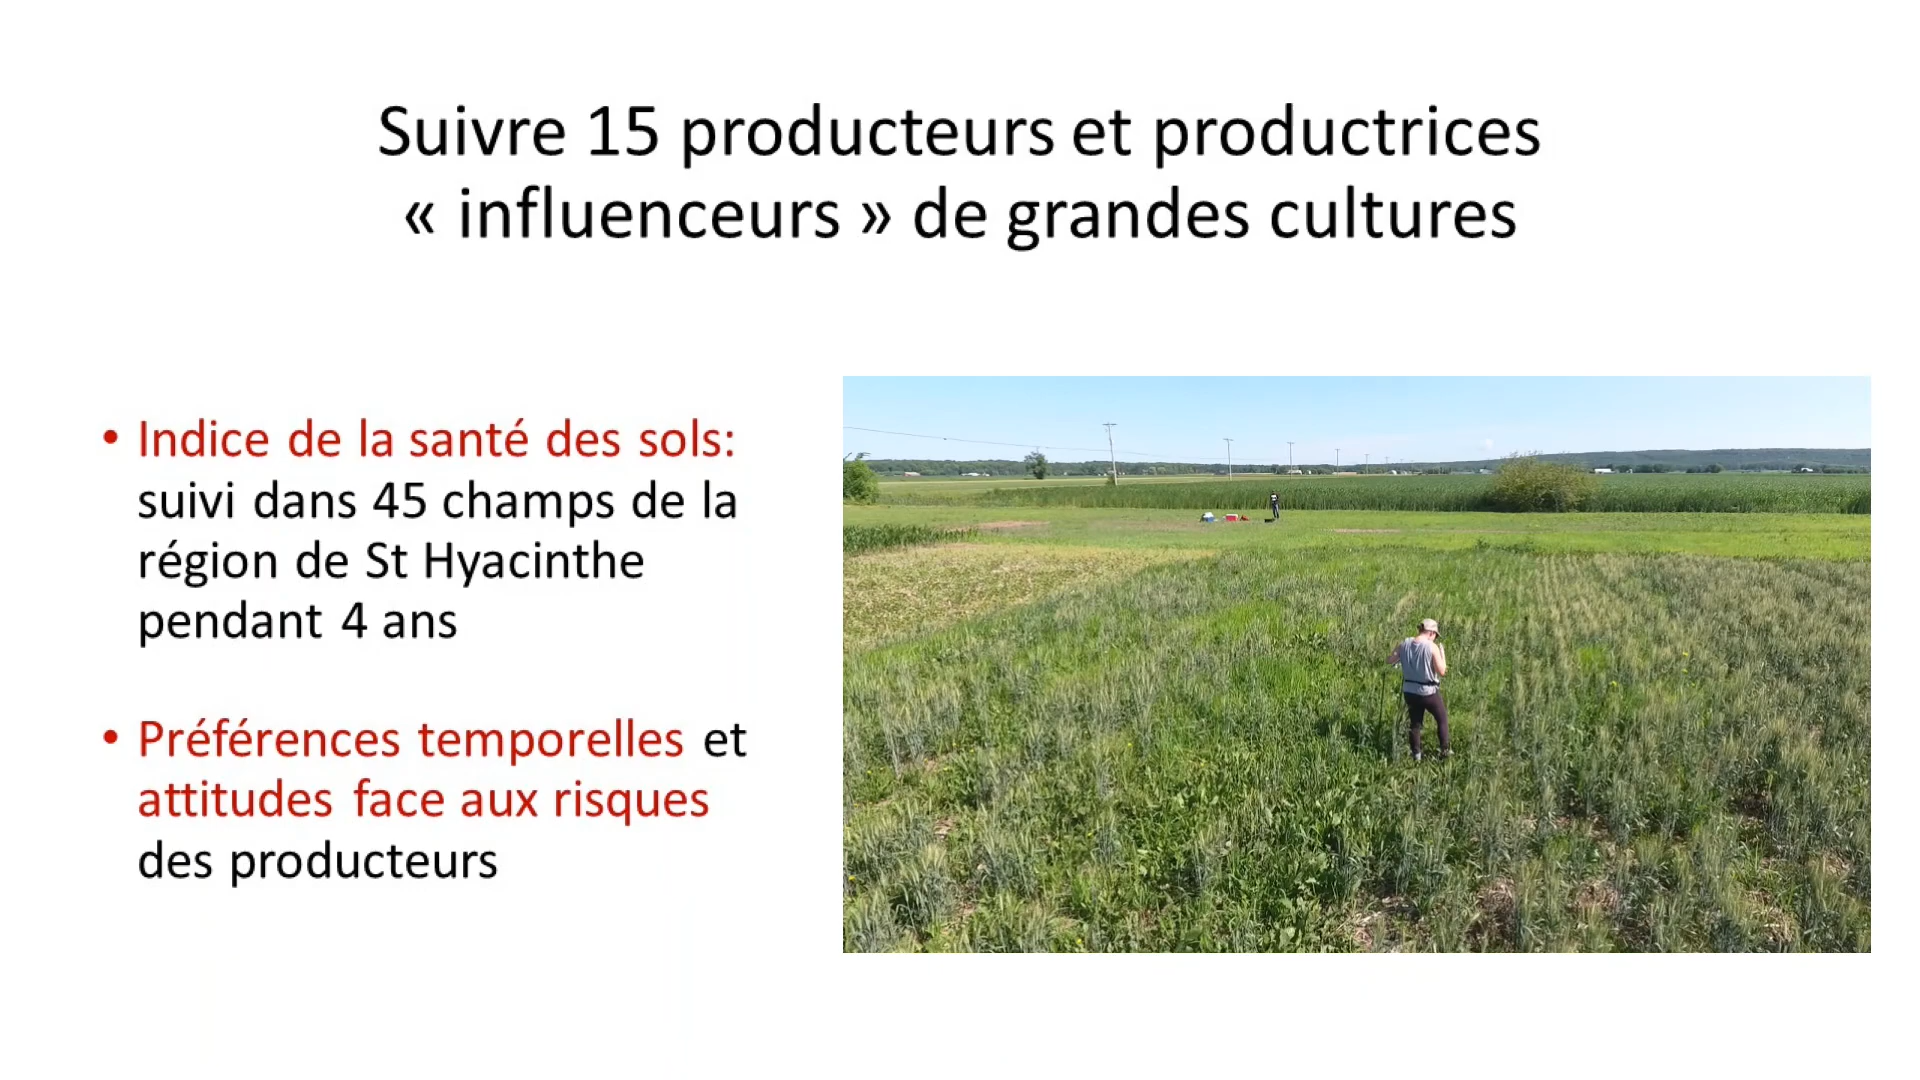 Suivre 15 producteurs et productrices
« influenceurs » de grandes cultures
• Indice de la santé des sols:
suivi dans 45 champs de la
région de St Hyacinthe
pendant 4 ans
• Préférences temporelles et
attitudes face aux risques
des producteurs